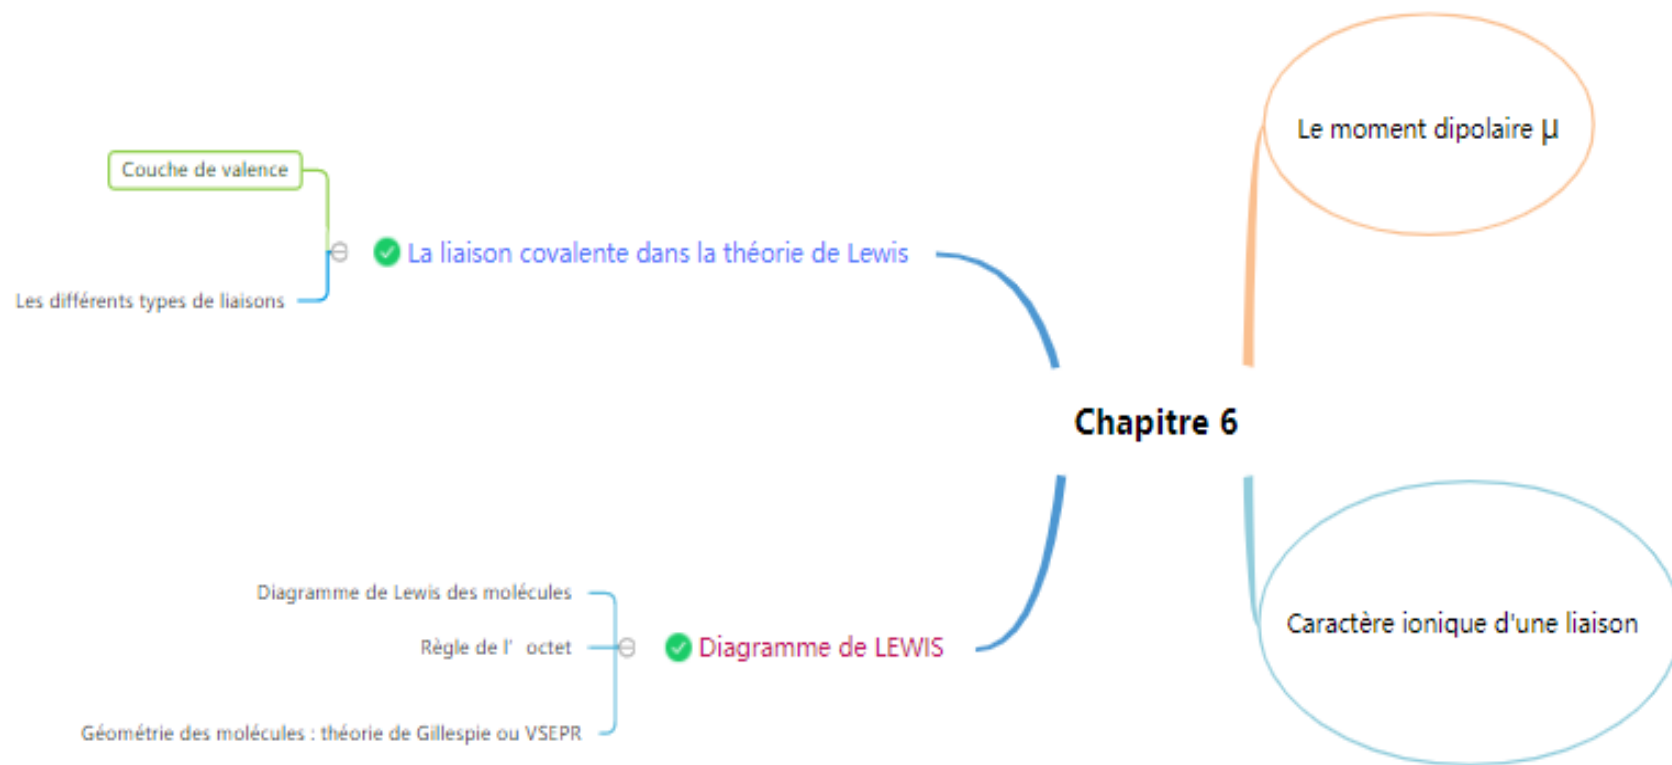 Le moment dipolaire µ
Couche de valence
La liaison covalente dans la théorie de Lewis
Les différents types de liaisons
Chapitre 6
Diagramme de Lewis des molécules
Règle de l' octet
Diagramme de LEWIS
Caractère ionique d'une liaison
Géométrie des molécules : théorie de Gillespie ou VSEPR